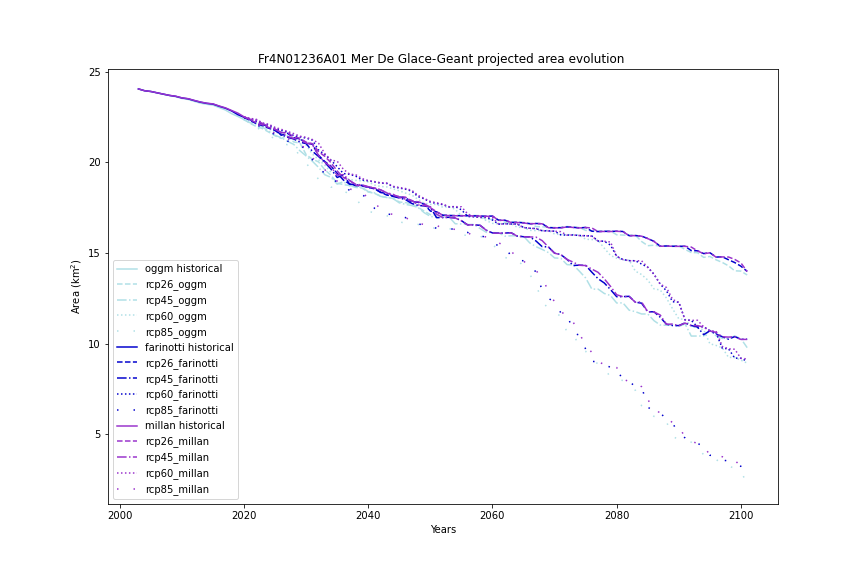 Fr4N01236A01 Mer De Glace-Geant projected area evolution
Area (km²)
25
20
15
10
5
oggm historical
rcp26_oggm
rcp45_oggm
rcp60_oggm
rcp85_oggm
farinotti historical
rcp26_farinotti
rcp45_farinotti
rcp60_farinotti
rcp85_farinotti
millan historical
rcp26_millan
rcp45_millan
rcp60_millan
rcp85_millan
2000 2020 2040 2060 2080 2100
Years